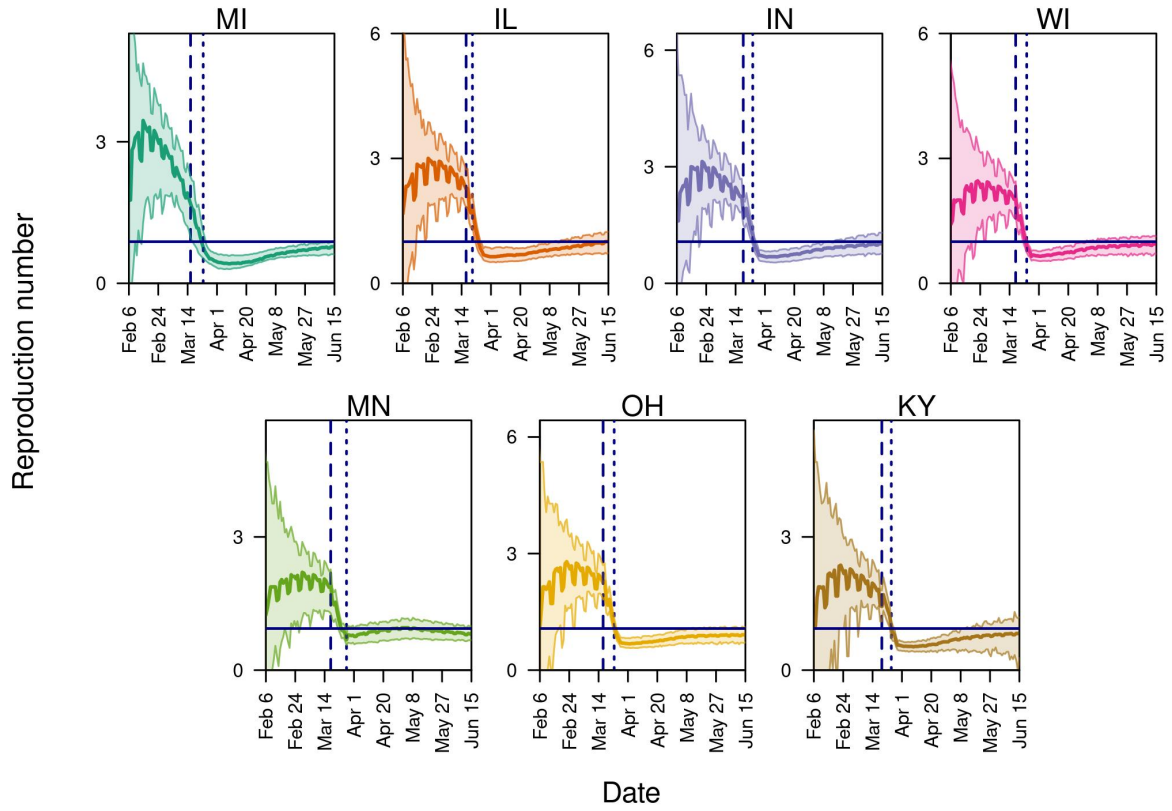 MI IL IN WI
6 6 6
3 3 3 3
0 0 0 0
Feb 6 Feb 24 Mar 14 Apr 1 Apr 20 May 8 May 27 Jun 15
Feb 6 Feb 24 Mar 14 Apr 1 Apr 20 May 8 May 27 Jun 15
Feb 6 Feb 24 Mar 14 Apr 1 Apr 20 May 8 May 27 Jun 15
Feb 6 Feb 24 Mar 14 Apr 1 Apr 20 May 8 May 27 Jun 15
Reproduction number
MN OH KY
6
3 3 3
0 0 0
Feb 6 Feb 24 Mar 14 Apr 1 Apr 20 May 8 May 27 Jun 15
Feb 6 Feb 24 Mar 14 Apr 1 Apr 20 May 8 May 27 Jun 15
Feb 6 Feb 24 Mar 14 Apr 1 Apr 20 May 8 May 27 Jun 15
Date